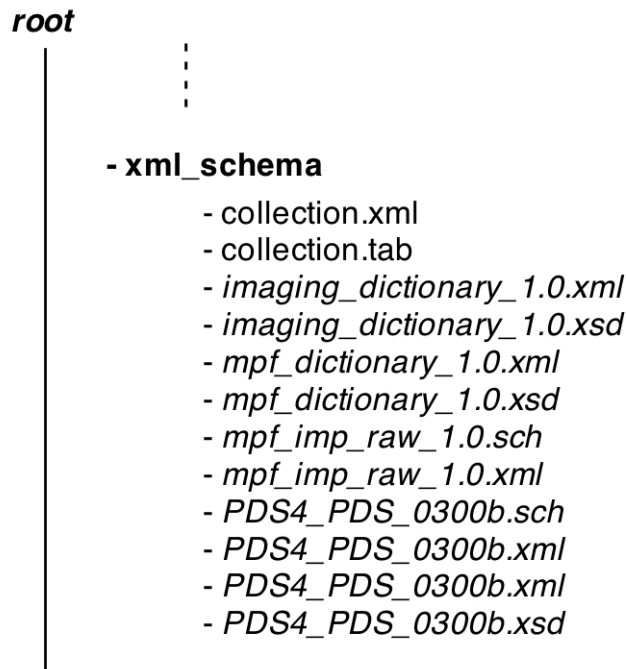 root
- xml_schema
- collection.xml
- collection.tab
- imaging_dictionary_1.0.xml
- imaging_dictionary_1.0.xsd
- mpf_dictionary_1.0.xml
- mpf_dictionary_1.0.xsd
- mpf_imp_raw_1.0.sch
- mpf_imp_raw_1.0.xml
- PDS4_PDS_0300b.sch
- PDS4_PDS_0300b.xml
- PDS4_PDS_0300b.xml
- PDS4_PDS_0300b.xsd